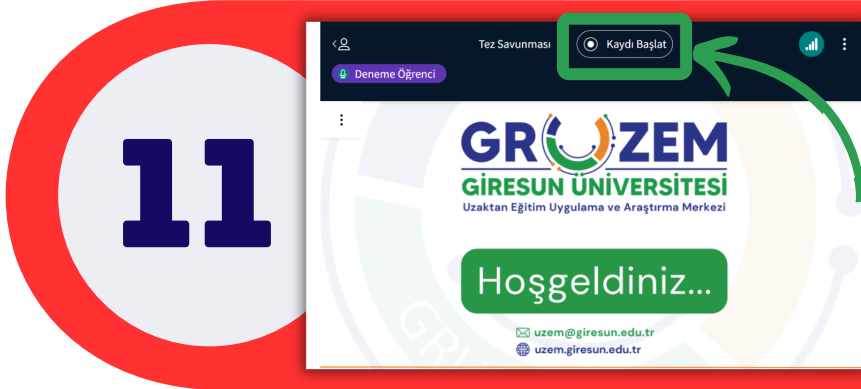 11
Tez Savunması
Kaydı Başlat
Deneme Öğrenci
GRUZEM
GİRESUN ÜNİVERSİTESİ
Uzaktan Eğitim Uygulama ve Araştırma Merkezi
Hoşgeldiniz...
uzem@giresun.edu.tr
uzem.giresun.edu.tr
GRU